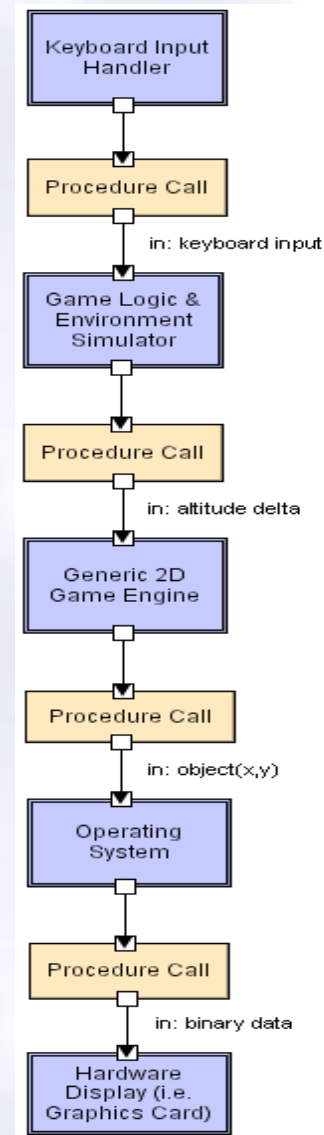 Keyboard Input
Handler
Procedure Call
in: keyboard input
Game Logic &
Environment
Simulator
Procedure Call
in: altitude delta
Generic 2D
Game Engine
Procedure Call
in: object(x,y)
Operating
System
Procedure Call
in: binary data
Hardware
Display (i.e.
Graphics Card)